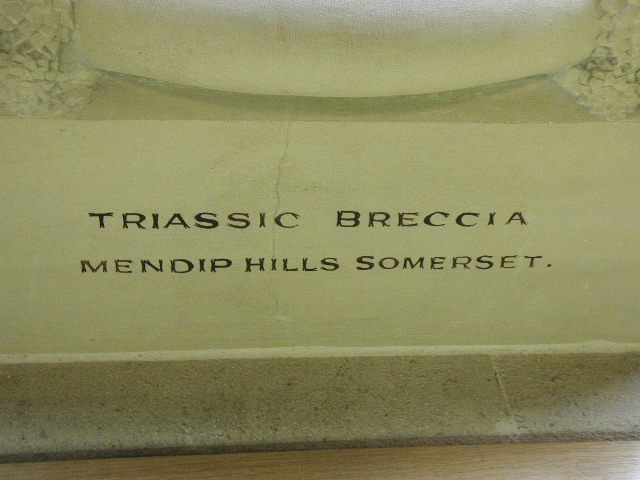 TRIASSIC BRECCIA
MENDIP HILLS SOMERSET.